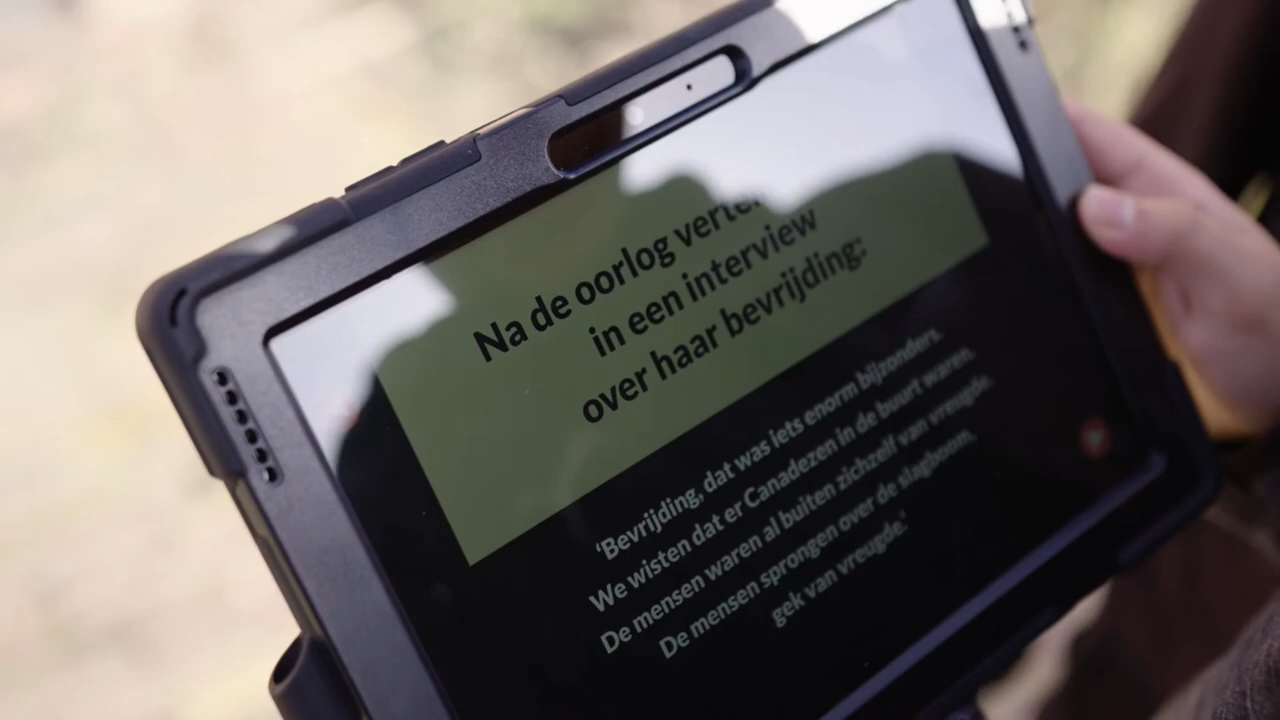 Na de oorlog
in een interview
over haar bevrijding:
‘Bevrijding, dat was iets enorm bijzonders.
We wisten dat er Canadezen in de buurt waren.
De mensen waren al buiten zichzelf van vreugde.
De mensen sprongen over de slagboom,
gek van vreugde.’